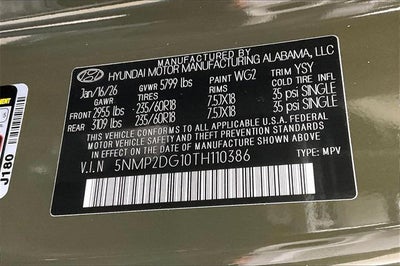 MANUFACTURED BY
HYUNDAI MOTOR MANUFACTURING ALABAMA, LLC
Jan/16/26 GVWR 5799 lbs PAINT WG2 TRIM YSY
GAWR TIRES RIMS COLD TIRE PRESSURE
FRONT 2955 lbs 235/60R18 7.5JX18 35 psi SINGLE
REAR 3109 lbs 235/60R18 7.5JX18 35 psi SINGLE
THIS VEHICLE CONFORMS TO ALL APPLICABLE U.S. FEDERAL
MOTOR VEHICLE SAFETY AND THEFT PREVENTION STANDARDS
IN EFFECT ON THE DATE OF MANUFACTURE SHOWN ABOVE.
V.I.N 5NMP2DG10TH110386 TYPE: MPV
J180